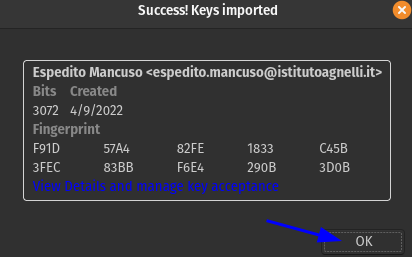 Success! Keys imported
Espedito Mancuso <espedito.mancuso@istitutoagnelli.it>
Bits Created
3072 4/9/2022
Fingerprint
F91D 57A4 82FE 1833 C45B
3FEC 83BB F6E4 290B 3D0B
View Details and manage key acceptance
OK